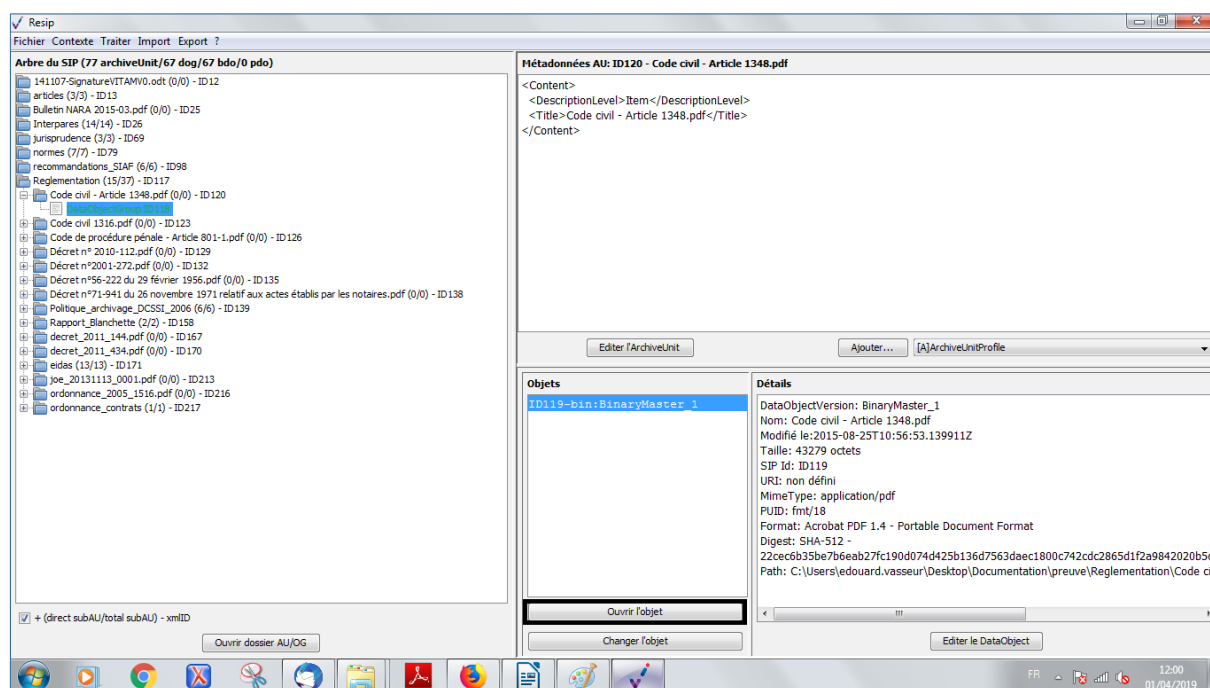 Resip
Fichier Contexte Traiter Import Export ?
Arbre du SIP (77 archiveUnit/67 dog/67 bdo/0 pdo)
141107-SignatureVITAMV0.odt (0/0) - ID12
articles (3/3) - ID13
Bulletin NARA 2015-03.pdf (0/0) - ID25
Interpares (14/14) - ID26
jurisprudence (3/3) - ID69
normes (7/7) - ID79
recommandations_SIAF (6/6) - ID98
Reglementation (15/37) - ID117
Code civil - Article 1348.pdf (0/0) - ID120
DataObjectGroup ID118
Code civil 1316.pdf (0/0) - ID123
Code de procédure pénale - Article 801-1.pdf (0/0) - ID126
Décret n° 2010-112.pdf (0/0) - ID129
Décret n°2001-272.pdf (0/0) - ID132
Décret n°56-222 du 29 février 1956.pdf (0/0) - ID135
Décret n°71-941 du 26 novembre 1971 relatif aux actes établis par les notaires.pdf (0/0) - ID138
Politique_archivage_DCSSI_2006 (6/6) - ID139
Rapport_Blanchette (2/2) - ID158
decret_2011_144.pdf (0/0) - ID167
decret_2011_434.pdf (0/0) - ID170
eidas (13/13) - ID171
joe_20131113_0001.pdf (0/0) - ID213
ordonnance_2005_1516.pdf (0/0) - ID216
ordonnance_contrats (1/1) - ID217
+ (direct subAU/total subAU) - xmlID
Ouvrir dossier AU/OG
Métadonnées AU: ID120 - Code civil - Article 1348.pdf
<Content>
<DescriptionLevel>Item</DescriptionLevel>
<Title>Code civil - Article 1348.pdf</Title>
</Content>
Editer l'ArchiveUnit
Ajouter...
[A]ArchiveUnitProfile
Objets
ID119-bin:BinaryMaster_1
Ouvrir l'objet
Changer l'objet
Détails
DataObjectVersion: BinaryMaster_1
Nom: Code civil - Article 1348.pdf
Modifié le:2015-08-25T10:56:53.139911Z
Taille: 43279 octets
SIP Id: ID119
URI: non défini
MimeType: application/pdf
PUID: fmt/18
Format: Acrobat PDF 1.4 - Portable Document Format
Digest: SHA-512 -
22cec6b35be7b6eab27fc190d074d425b136d7563daec1800c742cdc2865d1f2a9842020b5
Path: C:\Users\edouard.vasseur\Desktop\Documentation\preuve\Reglementation\Code ci
Editer le DataObject
FR
12:00
01/04/2019